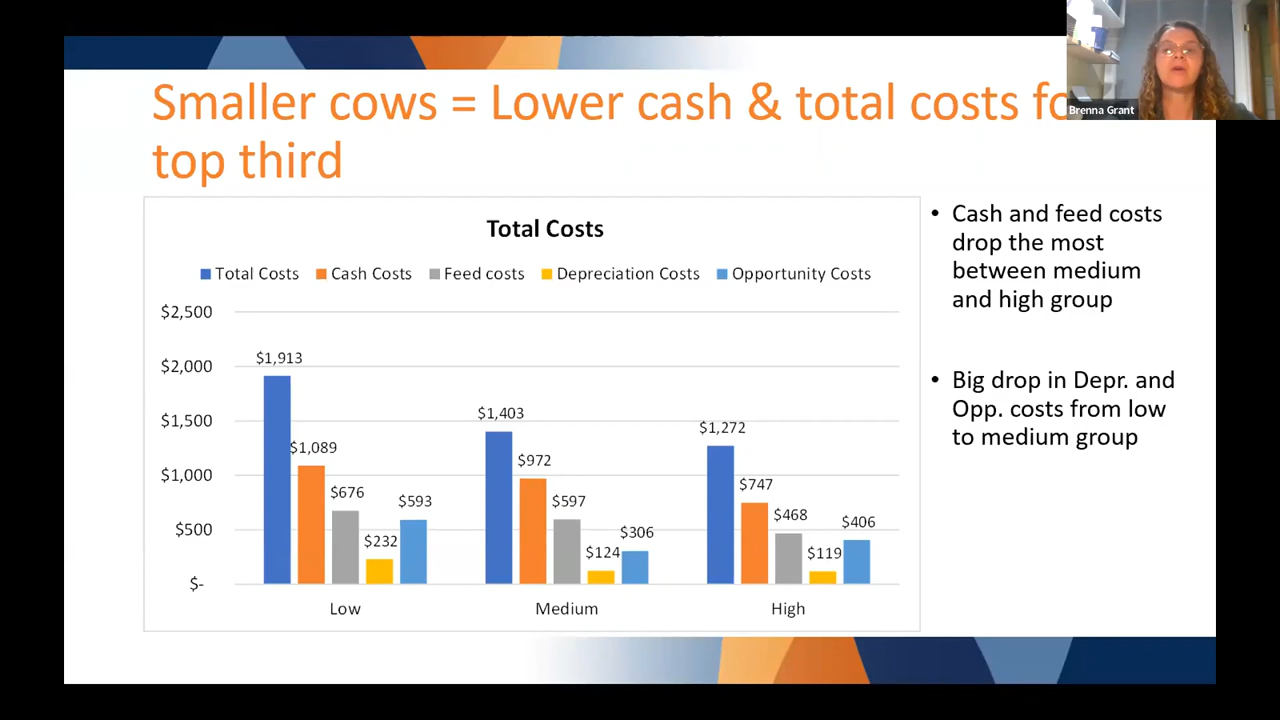 Smaller cows = Lower cash & total costs fo
top third
Brenna Grant
Total Costs
Total Costs
Cash Costs
Feed costs
Depreciation Costs
Opportunity Costs
$2,500
$2,000
$1,500
$1,000
$500
$-
$1,913
$1,089
$676
$232
$593
$1,403
$972
$597
$124
$306
$1,272
$747
$468
$119
$406
Low
Medium
High
• Cash and feed costs
drop the most
between medium
and high group
• Big drop in Depr. and
Opp. costs from low
to medium group